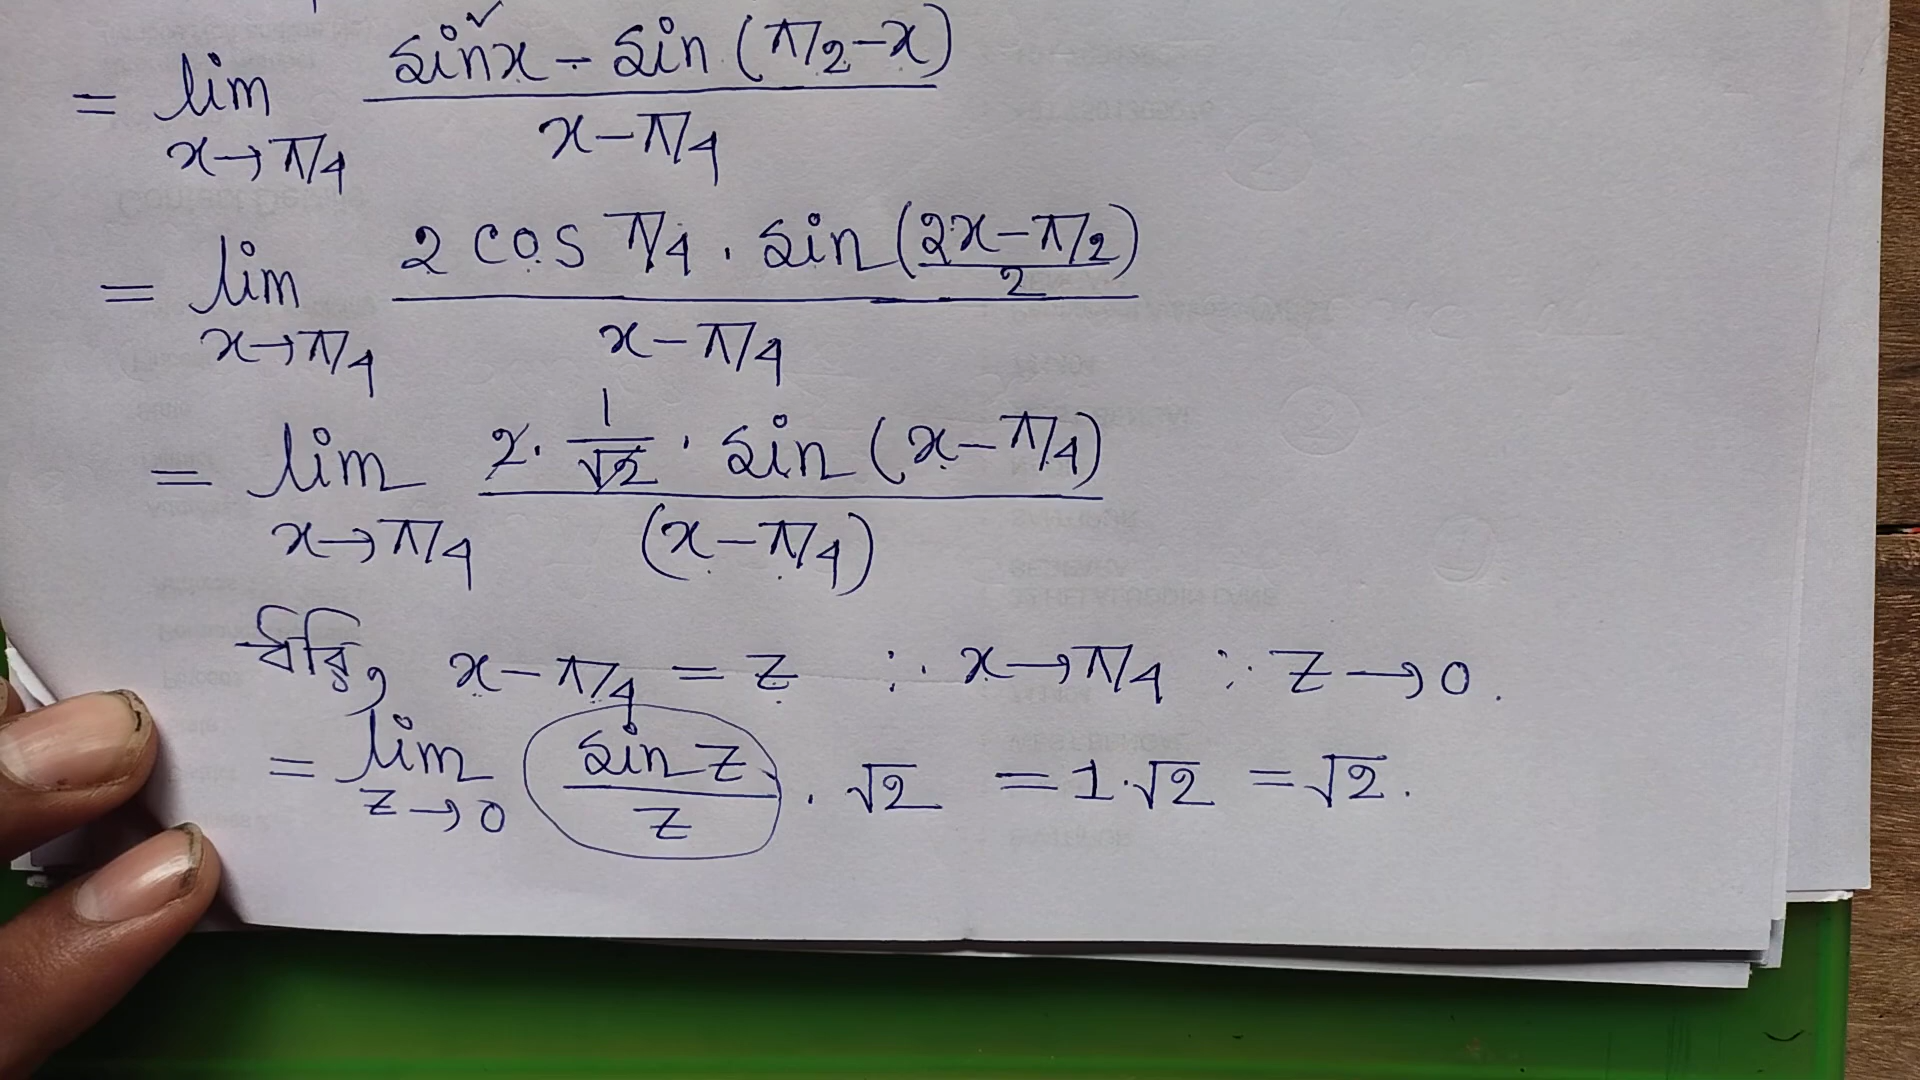 = lim x→π/4 (sinx - sin(π/2-x))/(x-π/4)
= lim x→π/4 (2 cos π/4 . sin((2x-π/2)/2))/(x-π/4)
= lim x→π/4 (2. 1/√2 . sin(x-π/4))/((x-π/4))
ধরি, x-π/4 = z ∵ x→π/4 ∴ z→0.
= lim z→0 (sin z)/z . √2 = 1.√2 = √2.